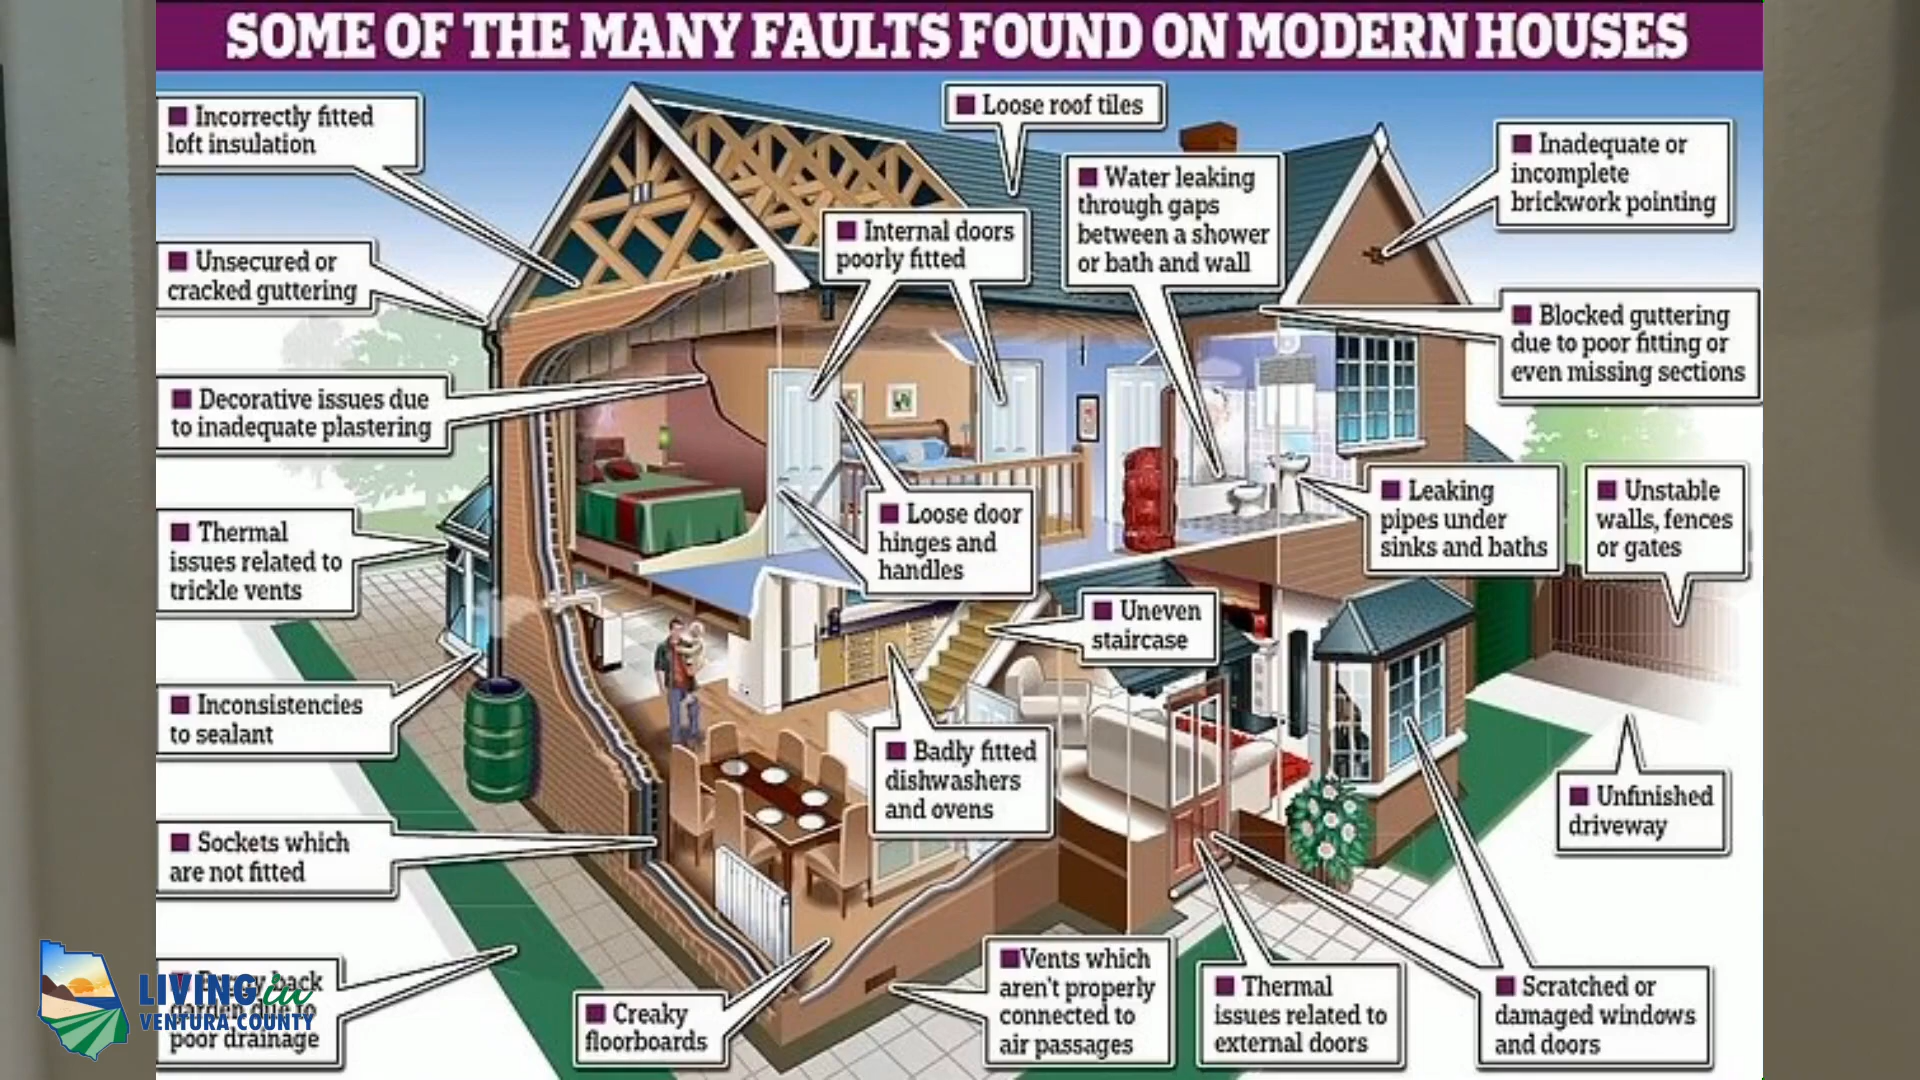 SOME OF THE MANY FAULTS FOUND ON MODERN HOUSES
Incorrectly fitted
loft insulation
Loose roof tiles
Inadequate or
incomplete
brickwork pointing
Water leaking
through gaps
between a shower
or bath and wall
Internal doors
poorly fitted
Unsecured or
cracked guttering
Blocked guttering
due to poor fitting or
even missing sections
Decorative issues due
to inadequate plastering
Leaking
pipes under
sinks and baths
Unstable
walls, fences
or gates
Loose door
hinges and
handles
Thermal
issues related to
trickle vents
Uneven
staircase
Inconsistencies
to sealant
Badly fitted
dishwashers
and ovens
Unfinished
driveway
Sockets which
are not fitted
back
garden due to
poor drainage
LIVING in
VENTURA COUNTY
Creaky
floorboards
Vents which
aren't properly
connected to
air passages
Thermal
issues related to
external doors
Scratched or
damaged windows
and doors